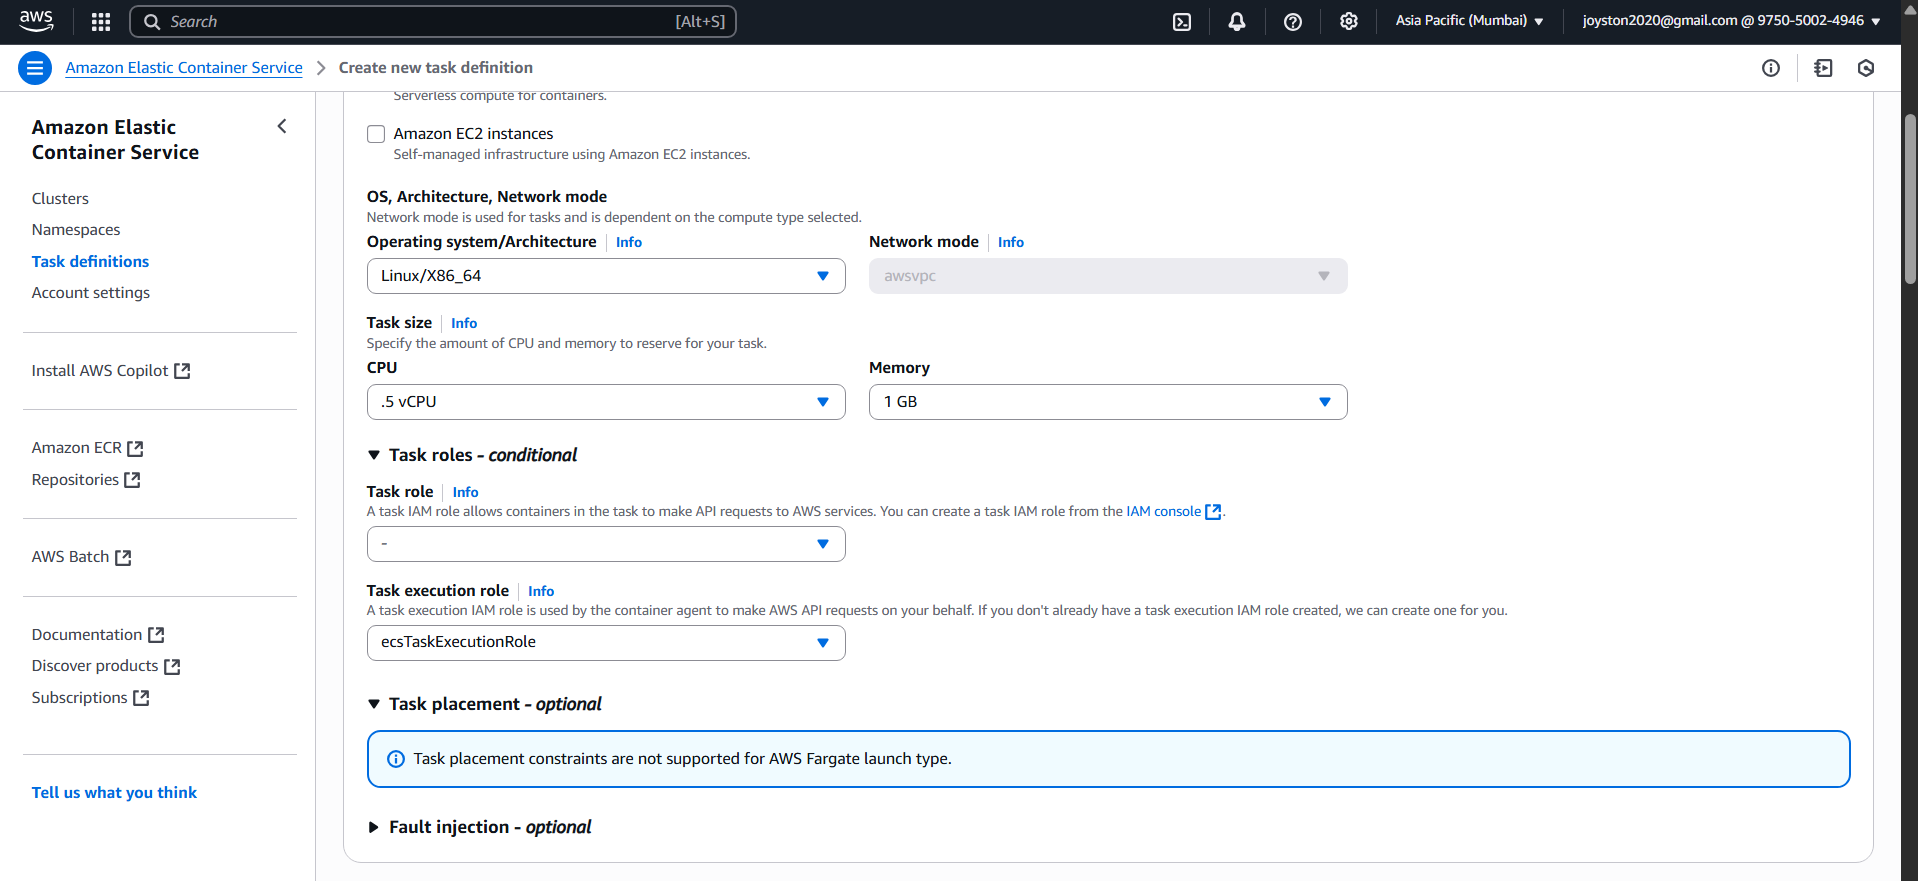 aws
Search [Alt+S]
Asia Pacific (Mumbai)
joyston2020@gmail.com @ 9750-5002-4946
Amazon Elastic Container Service
Create new task definition
Amazon Elastic
Container Service
Clusters
Namespaces
Task definitions
Account settings
Install AWS Copilot
Amazon ECR
Repositories
AWS Batch
Documentation
Discover products
Subscriptions
Tell us what you think
Serverless compute for containers.
Amazon EC2 instances
Self-managed infrastructure using Amazon EC2 instances.
OS, Architecture, Network mode
Network mode is used for tasks and is dependent on the compute type selected.
Operating system/Architecture Info
Linux/X86_64
Network mode Info
awsvpc
Task size Info
Specify the amount of CPU and memory to reserve for your task.
CPU
.5 vCPU
Memory
1 GB
Task roles - conditional
Task role Info
A task IAM role allows containers in the task to make API requests to AWS services. You can create a task IAM role from the IAM console.
-
Task execution role Info
A task execution IAM role is used by the container agent to make AWS API requests on your behalf. If you don't already have a task execution IAM role created, we can create one for you.
ecsTaskExecutionRole
Task placement - optional
Task placement constraints are not supported for AWS Fargate launch type.
Fault injection - optional